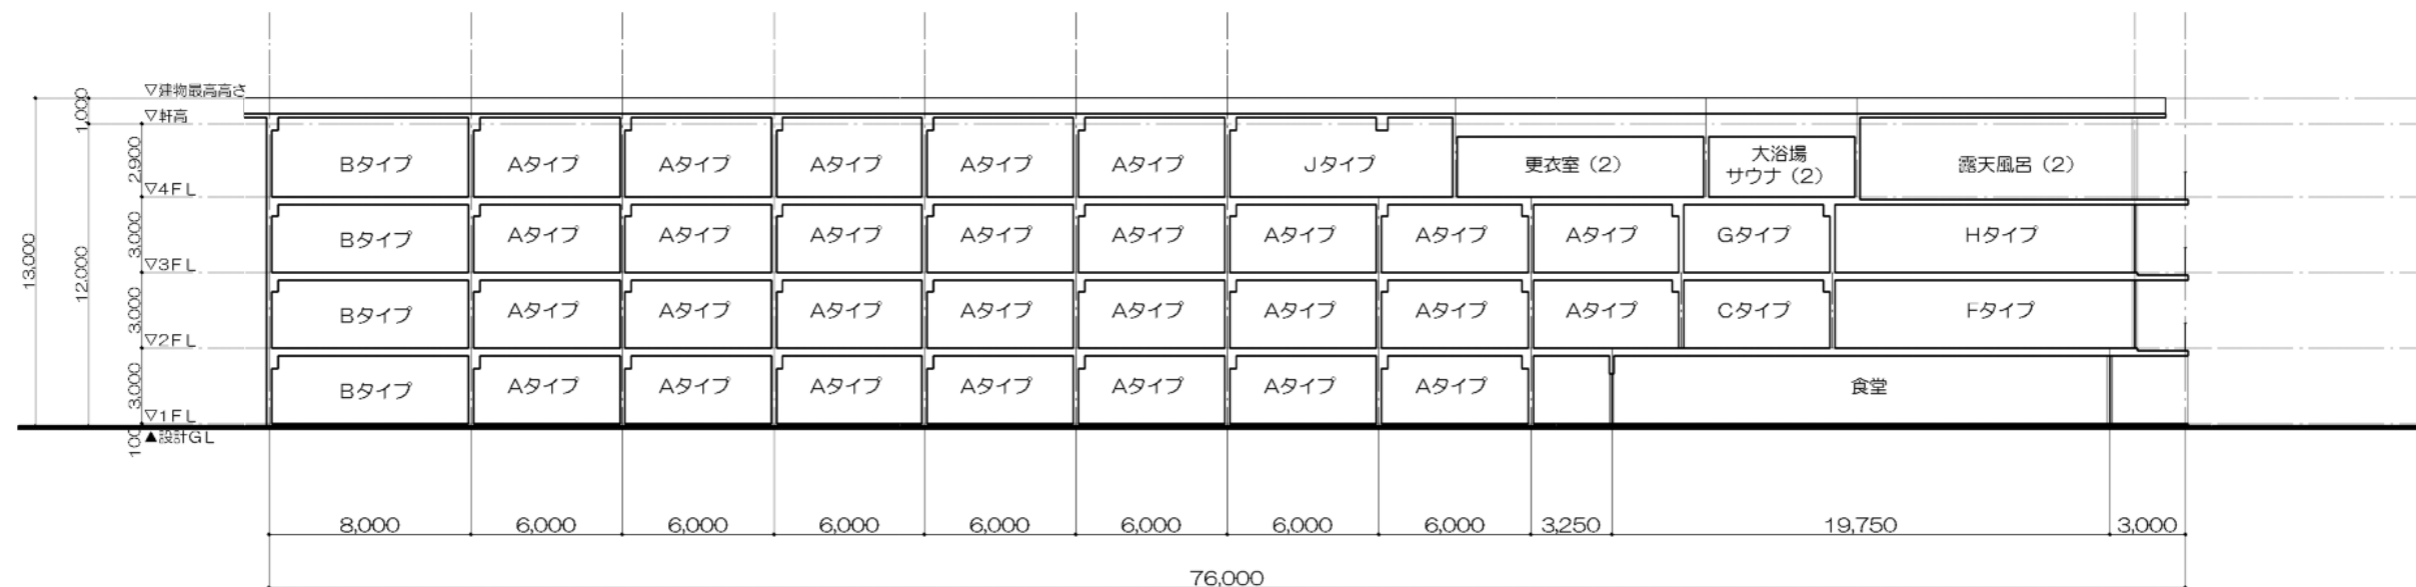 ▽建物最高高さ
1,000
▽軒高
13,000
12,000
2,900
▽4FL
3,000
▽3FL
3,000
▽2FL
3,000
▽1FL
100
▲設計GL
Bタイプ Aタイプ Aタイプ Aタイプ Aタイプ Aタイプ Jタイプ 更衣室(2) 大浴場 露天風呂(2)
サウナ(2)
Bタイプ Aタイプ Aタイプ Aタイプ Aタイプ Aタイプ Aタイプ Aタイプ Aタイプ Gタイプ Hタイプ
Bタイプ Aタイプ Aタイプ Aタイプ Aタイプ Aタイプ Aタイプ Aタイプ Aタイプ Cタイプ Fタイプ
Bタイプ Aタイプ Aタイプ Aタイプ Aタイプ Aタイプ Aタイプ Aタイプ 食堂
8,000 6,000 6,000 6,000 6,000 6,000 6,000 6,000 3,250 19,750 3,000
76,000